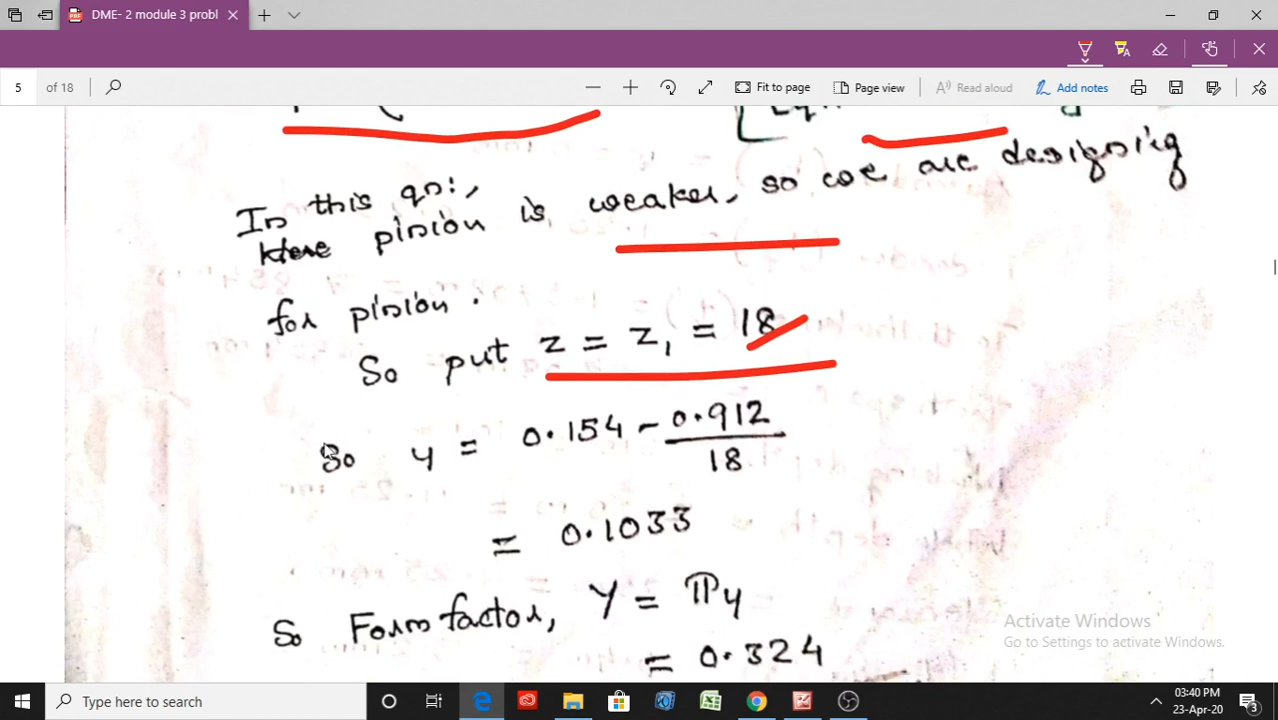 DME- 2 module 3 probl
5 of 18
Fit to page
Page view
Read aloud
Add notes
In this qn:,
Here pinion is weaker, so we are designing
for pinion.
So put z = z₁ = 18
So y = 0.154 - 0.912/18
= 0.1033
So Form factor, Y = πy
= 0.324
Activate Windows
Go to Settings to activate Windows.
Type here to search
03:40 PM
23-Apr-20
3